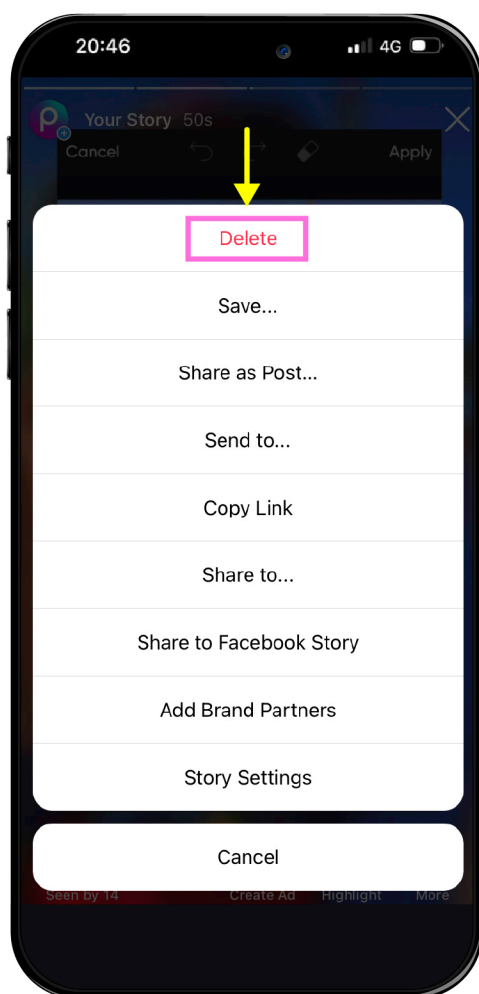 20:46 4G
Your Story 50s
Cancel Apply
Delete
Save...
Share as Post...
Send to...
Copy Link
Share to...
Share to Facebook Story
Add Brand Partners
Story Settings
Cancel
Seen by 14 Create Ad Highlight More